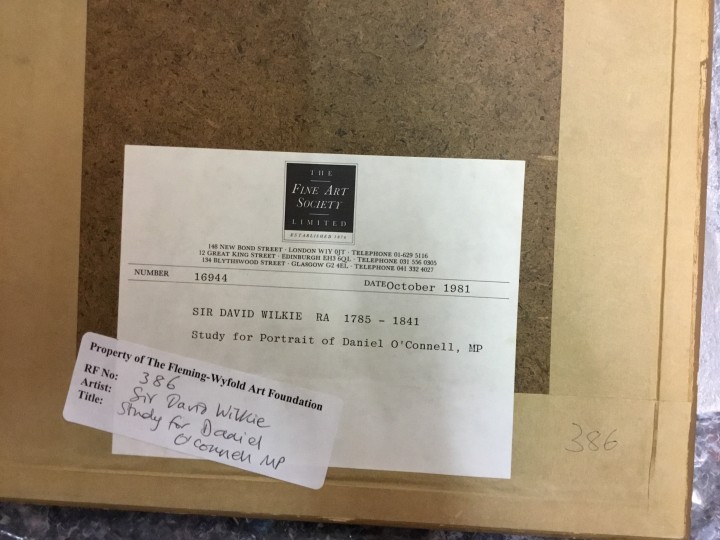 THE
FINE ART
SOCIETY
LIMITED
ESTABLISHED 1876
148 NEW BOND STREET · LONDON W1Y 0JT · TELEPHONE 01-629 5116
12 GREAT KING STREET · EDINBURGH EH3 6QL · TELEPHONE 031 556 0305
134 BLYTHSWOOD STREET · GLASGOW G2 4EL · TELEPHONE 041 332 4027
NUMBER 16944 DATE October 1981
SIR DAVID WILKIE RA 1785 - 1841
Study for Portrait of Daniel O'Connell, MP
Property of The Fleming-Wyfold Art Foundation
RF No: 386
Artist: Sir David Wilkie
Title: Study for Daniel
O'Connell MP
386